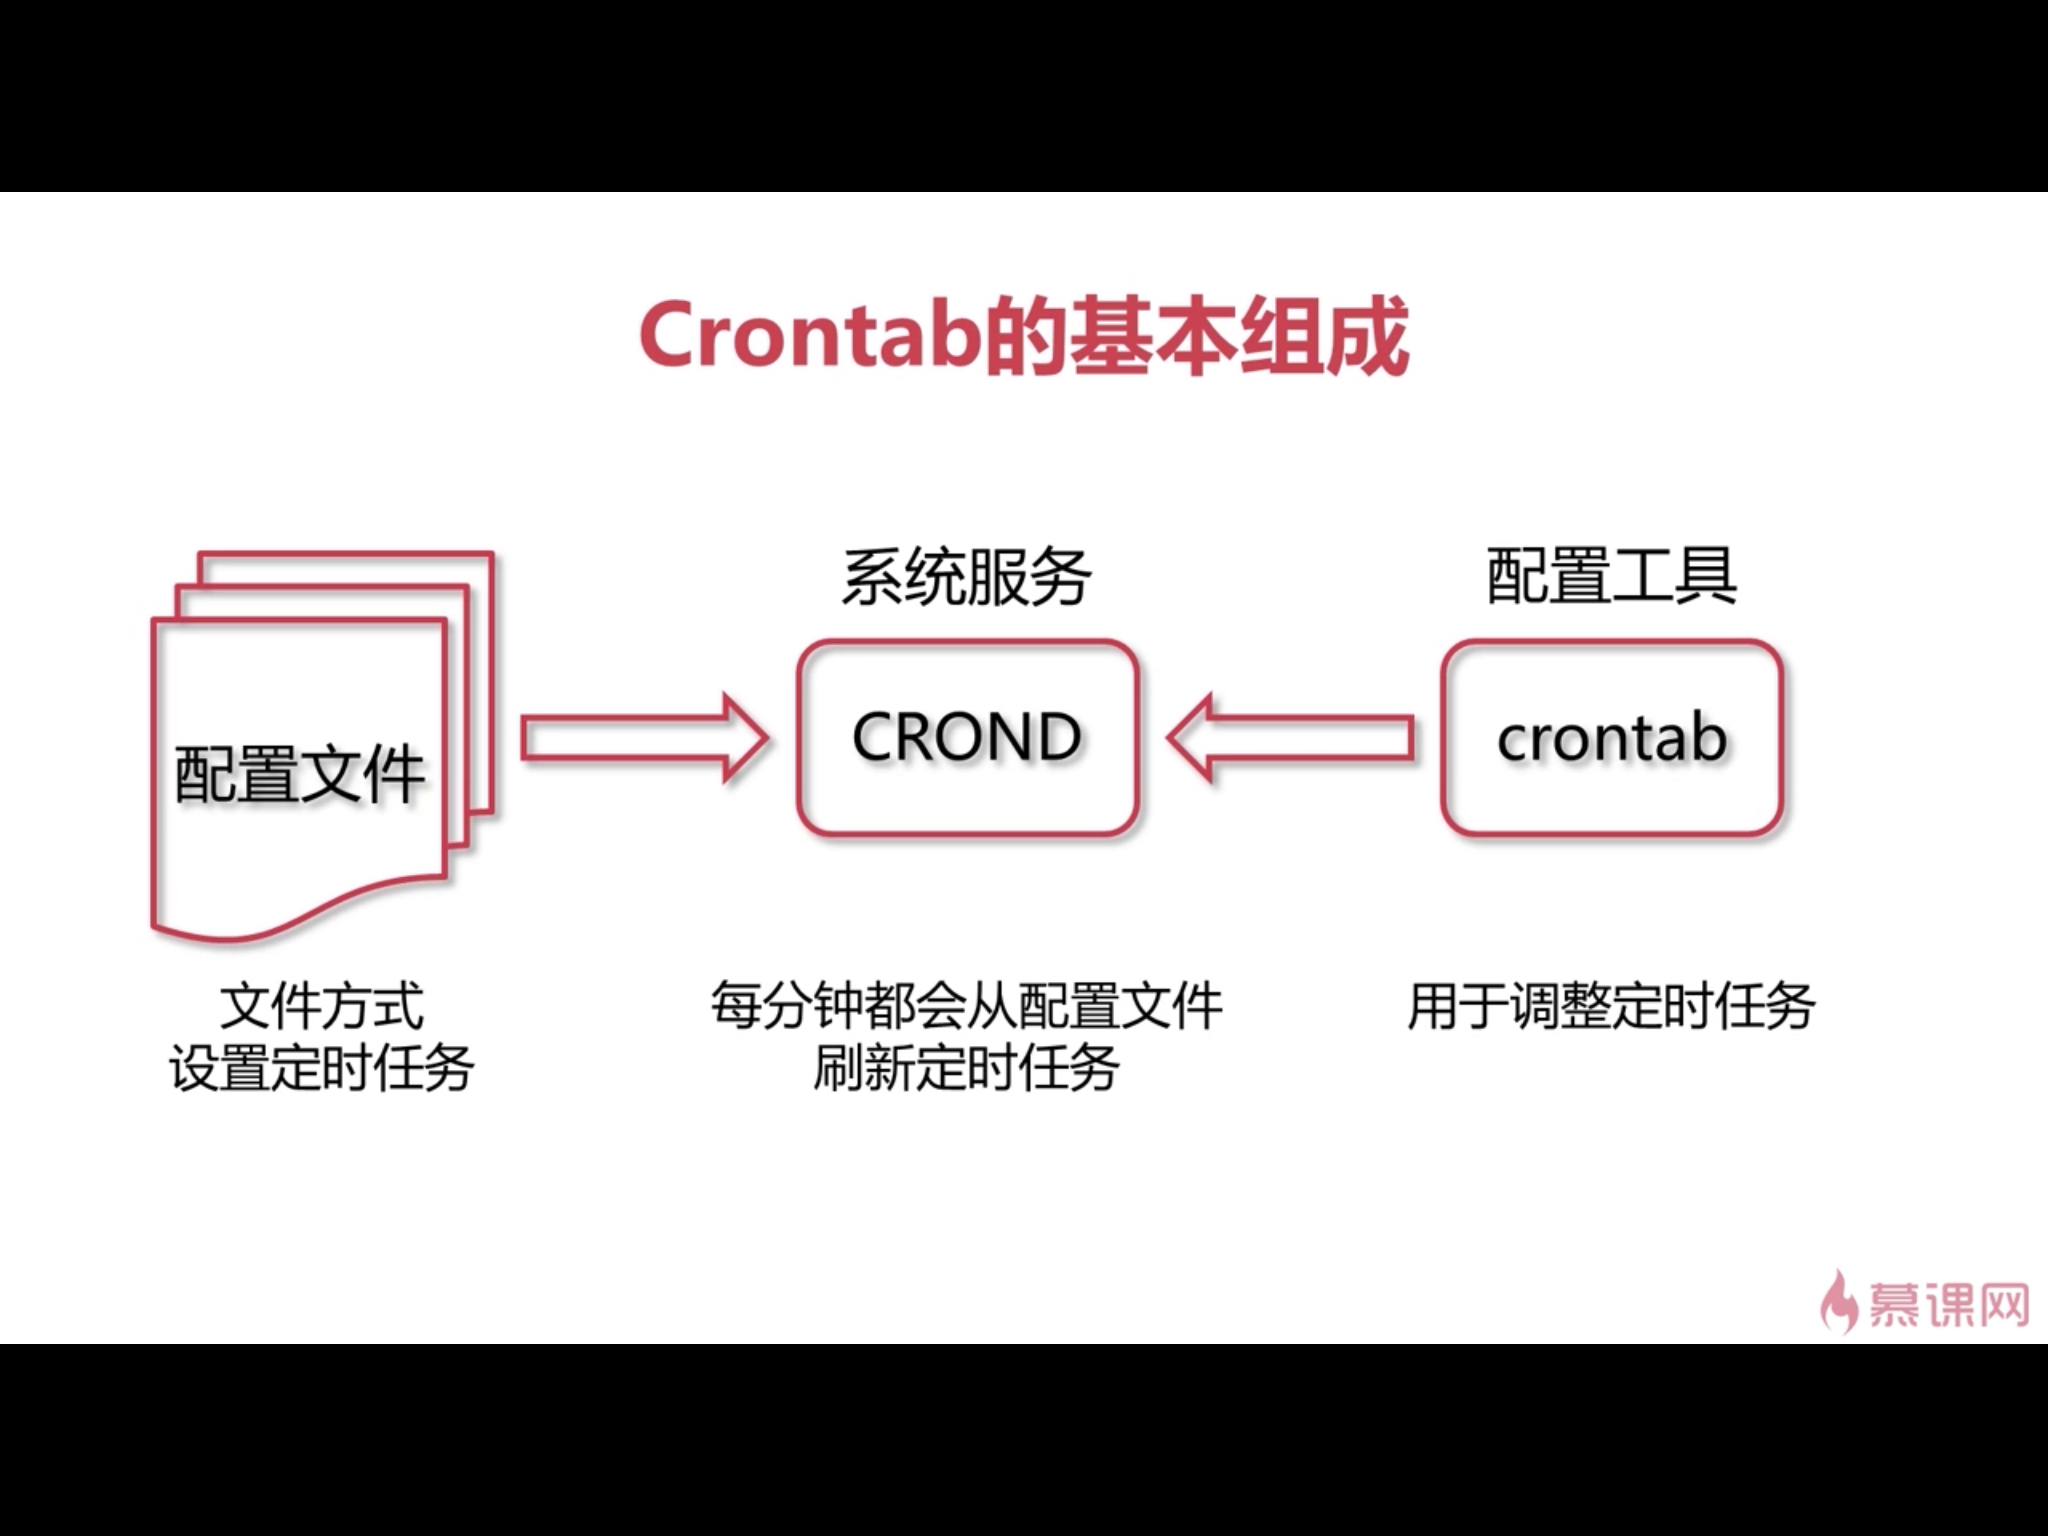 Crontab的基本组成
系统服务
配置工具
配置文件
CROND
crontab
文件方式
设置定时任务
每分钟都会从配置文件
刷新定时任务
用于调整定时任务
慕课网